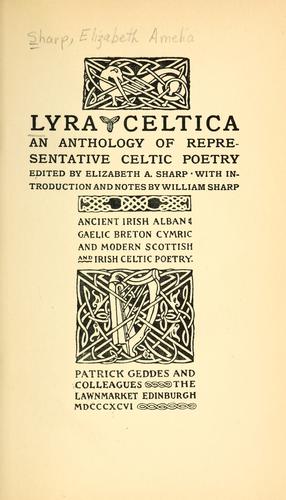 Sharp, Elizabeth Amelia
LYRA CELTICA
AN ANTHOLOGY OF REPRE-
SENTATIVE CELTIC POETRY
EDITED BY ELIZABETH A. SHARP · WITH IN-
TRODUCTION AND NOTES BY WILLIAM SHARP
ANCIENT IRISH ALBAN
GAELIC BRETON CYMRIC
AND MODERN SCOTTISH
AND IRISH CELTIC POETRY.
PATRICK GEDDES AND
COLLEAGUES THE
LAWNMARKET EDINBURGH
MDCCCXCVI